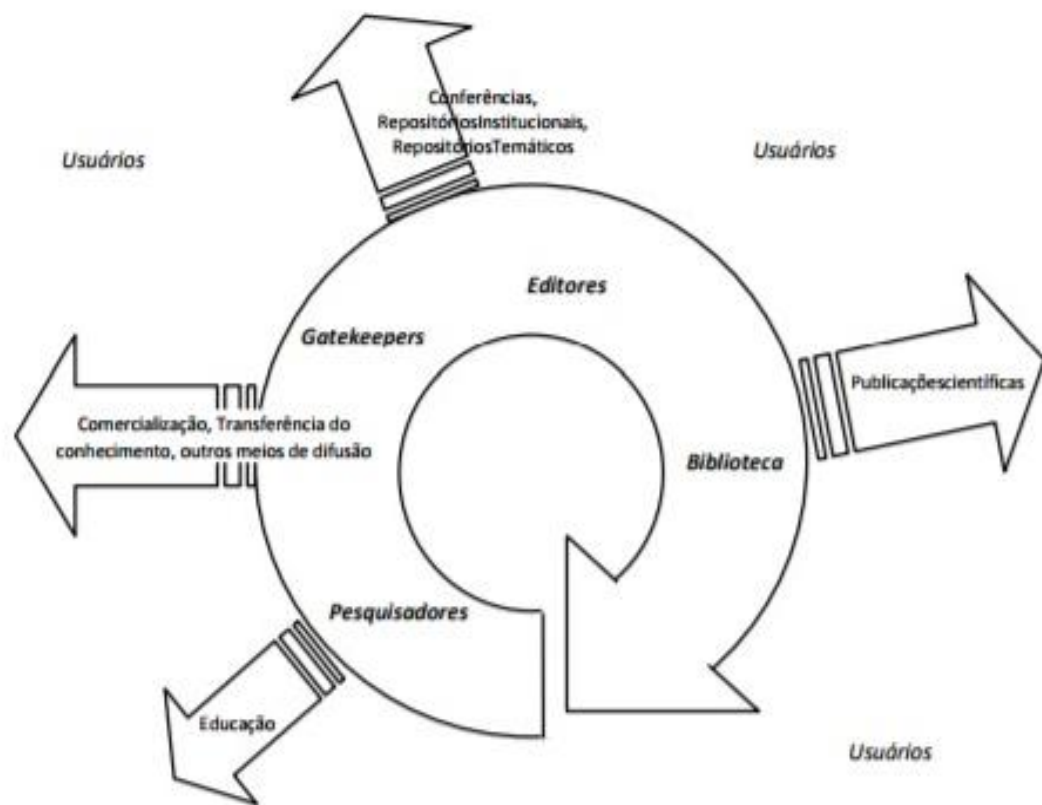 Conferências,
RepositóriosInstitucionais,
RepositóriosTemáticos
Usuários
Usuários
Editores
Gatekeepers
Publicaçõescientíficas
Comercialização, Transferência do
conhecimento, outros meios de difusão
Biblioteca
Pesquisadores
Educação
Usuários